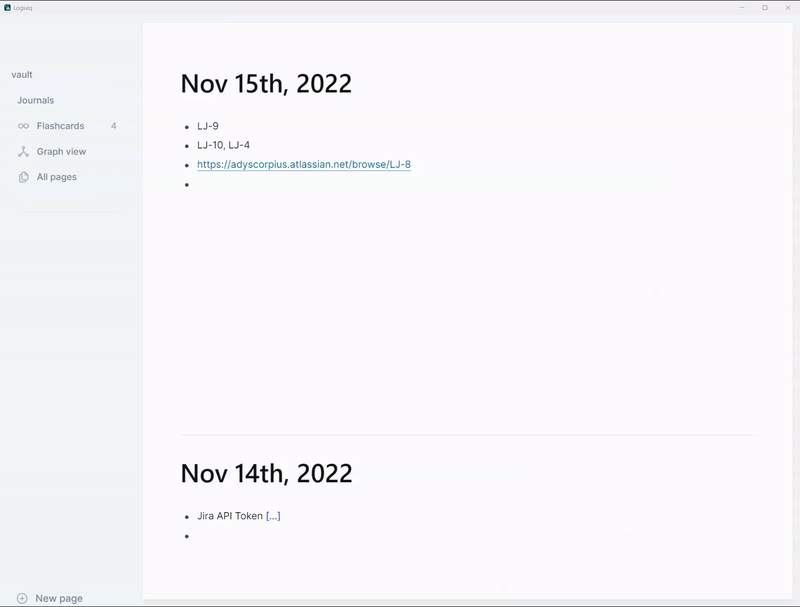 Logseq
vault
Journals
Flashcards 4
Graph view
All pages
New page
Nov 15th, 2022
LJ-9
LJ-10, LJ-4
https://adyscorpius.atlassian.net/browse/LJ-8
Nov 14th, 2022
Jira API Token [...]